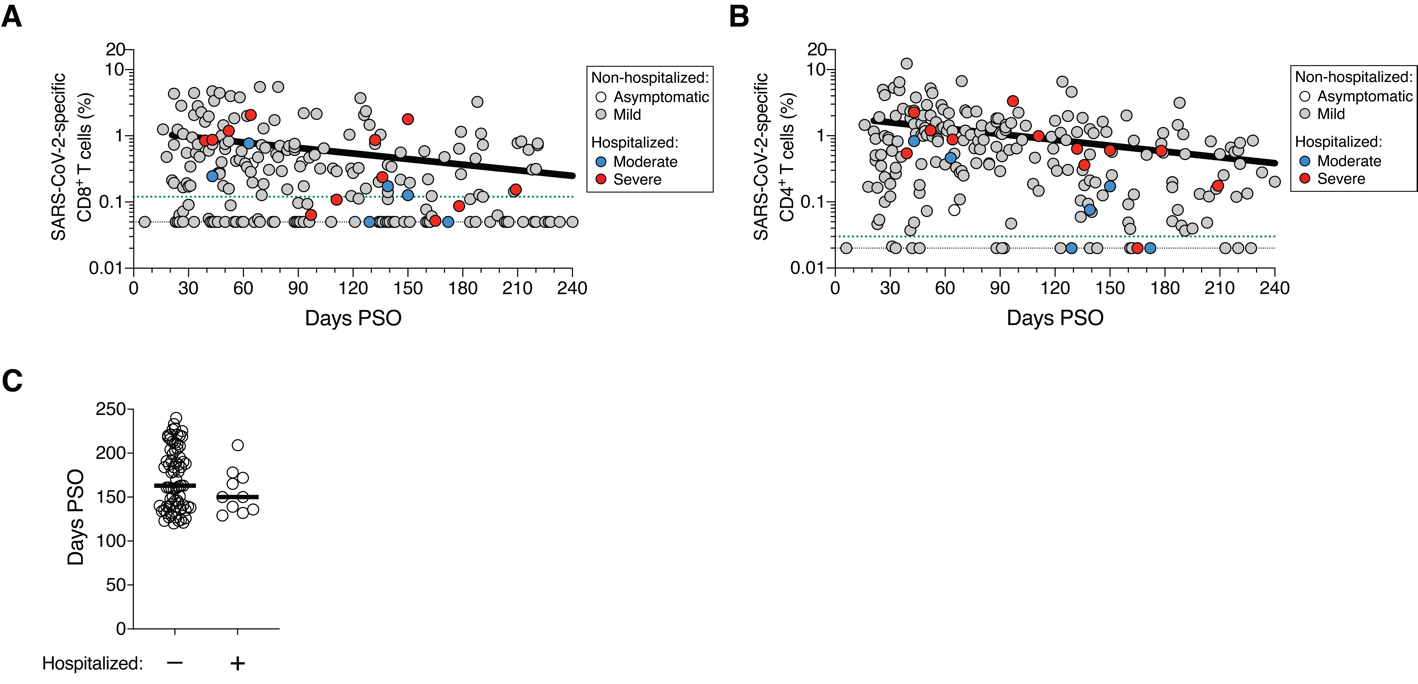 A
SARS-CoV-2-specific
CD8+ T cells (%)
20
10
1
0.1
0.01
0 30 60 90 120 150 180 210 240
Days PSO
Non-hospitalized:
Asymptomatic
Mild
Hospitalized:
Moderate
Severe
B
SARS-CoV-2-specific
CD4+ T cells (%)
20
10
1
0.1
0.01
0 30 60 90 120 150 180 210 240
Days PSO
Non-hospitalized:
Asymptomatic
Mild
Hospitalized:
Moderate
Severe
C
Days PSO
250
200
150
100
50
0
Hospitalized: − +